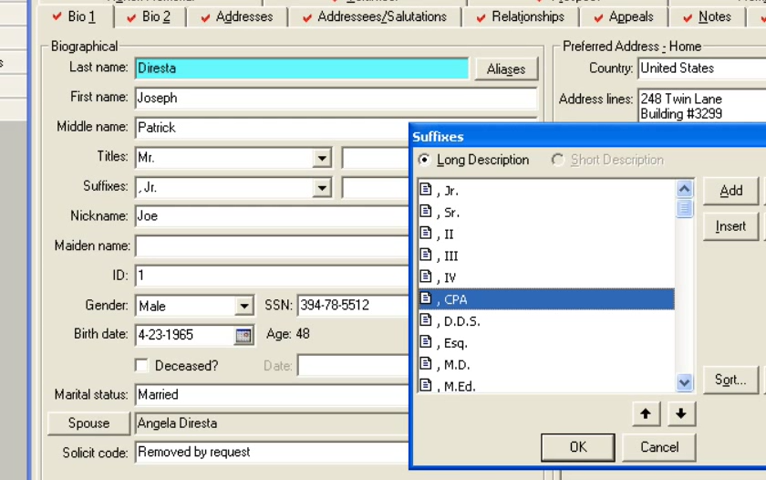 Bio 1
Bio 2
Addresses
Addressees/Salutations
Relationships
Appeals
Notes
Biographical
Last name: Diresta
Aliases
First name: Joseph
Middle name: Patrick
Titles: Mr.
Suffixes: , Jr.
Nickname: Joe
Maiden name:
ID: 1
Gender: Male
SSN: 394-78-5512
Birth date: 4-23-1965
Age: 48
Deceased?
Date:
Marital status: Married
Spouse
Angela Diresta
Solicit code: Removed by request
Preferred Address - Home
Country: United States
Address lines: 248 Twin Lane
Building #3299
Suffixes
Long Description
Short Description
, Jr.
, Sr.
, II
, III
, IV
, CPA
, D.D.S.
, Esq.
, M.D.
, M.Ed.
Add
Insert
Sort...
OK
Cancel